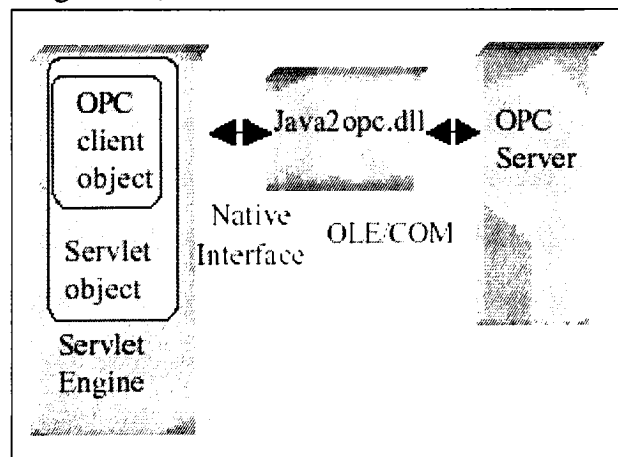 OPC
client
object
Servlet
object
Servlet
Engine
Native
Interface
Java2opc.dll
OLE/COM
OPC
Server